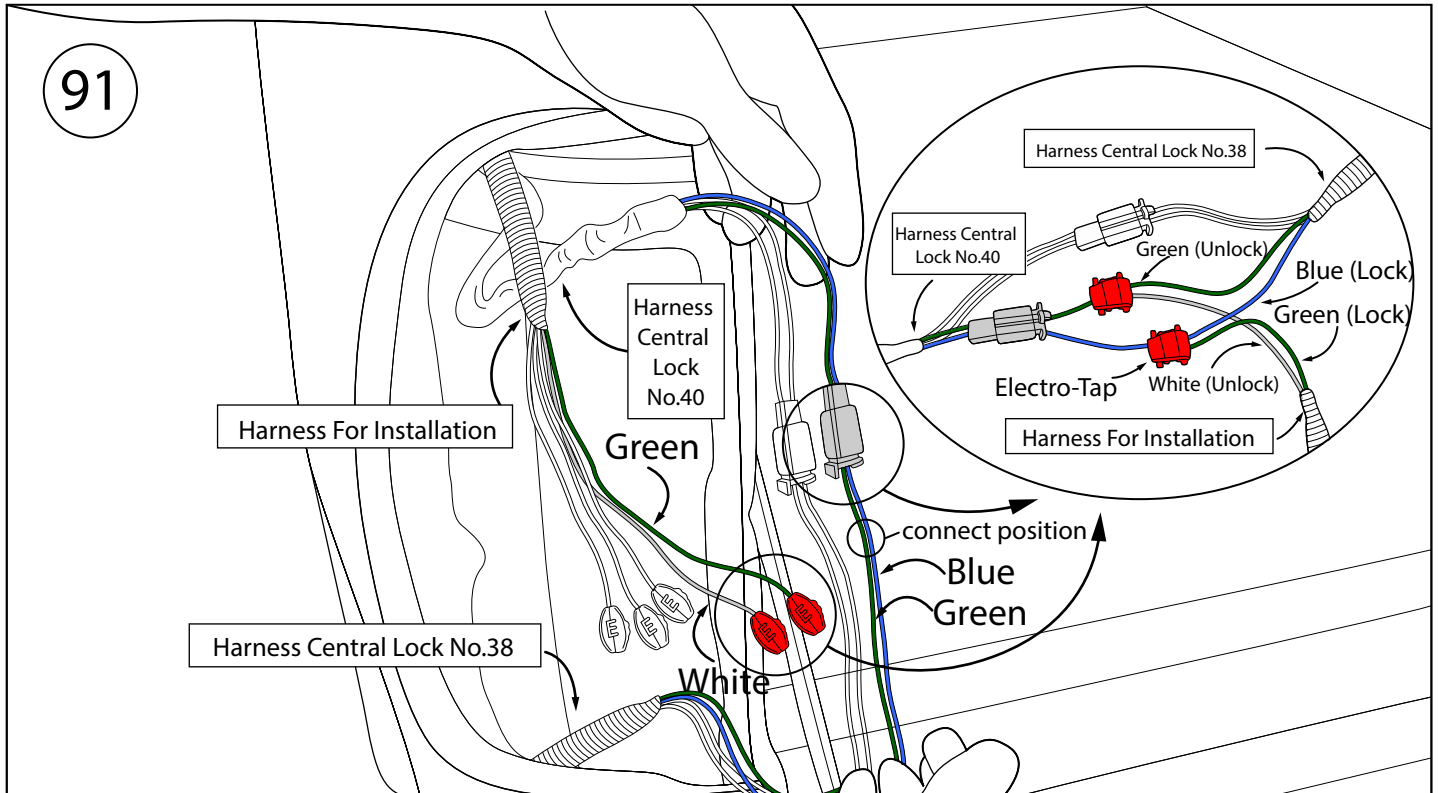 91
Harness Central Lock No.38
Harness Central
Lock No.40
Green (Unlock)
Blue (Lock)
Green (Lock)
Electro-Tap
White (Unlock)
Harness For Installation
Harness
Central
Lock
No.40
Harness For Installation
Green
connect position
Blue
Green
Harness Central Lock No.38
White